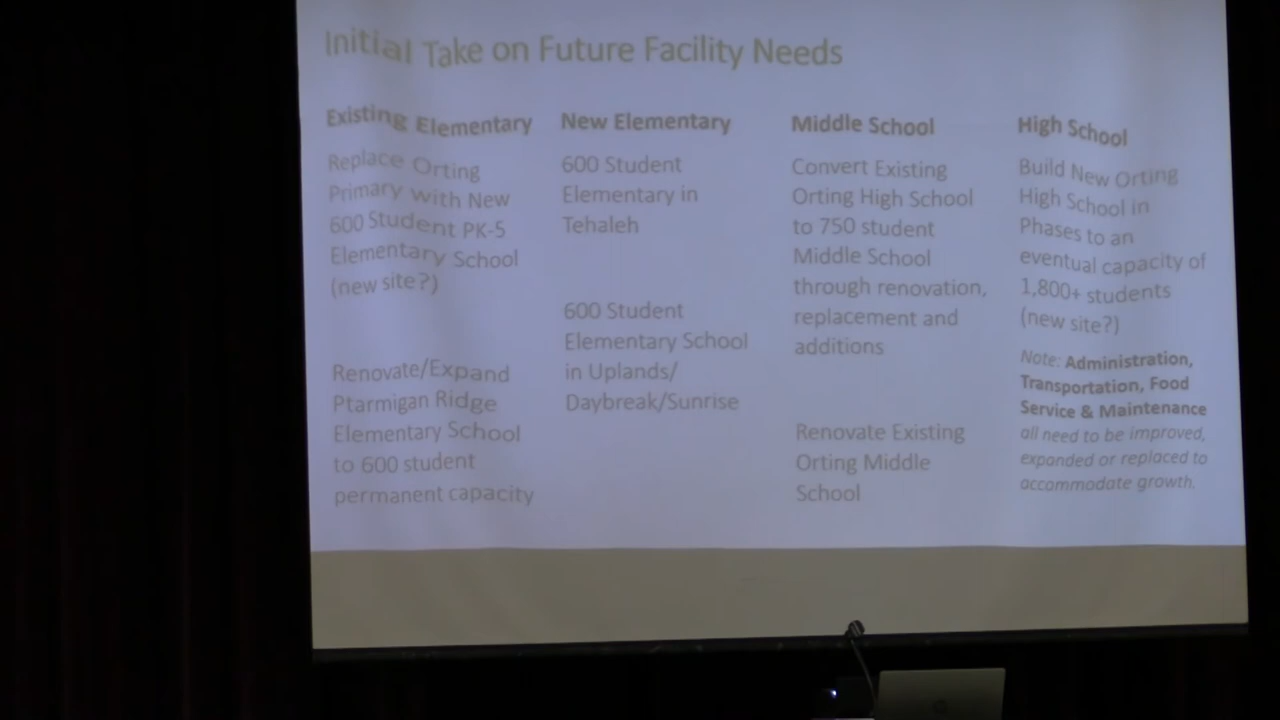 Initial Take on Future Facility Needs
Existing Elementary
Replace Orting
Primary with New
600 Student PK-5
Elementary School
(new site?)
Renovate/Expand
Ptarmigan Ridge
Elementary School
to 600 student
permanent capacity
New Elementary
600 Student
Elementary in
Tehaleh
600 Student
Elementary School
in Uplands/
Daybreak/Sunrise
Middle School
Convert Existing
Orting High School
to 750 student
Middle School
through renovation,
replacement and
additions
Renovate Existing
Orting Middle
School
High School
Build New Orting
High School in
Phases to an
eventual capacity of
1,800+ students
(new site?)
Note: Administration,
Transportation, Food
Service & Maintenance
all need to be improved,
expanded or replaced to
accommodate growth.